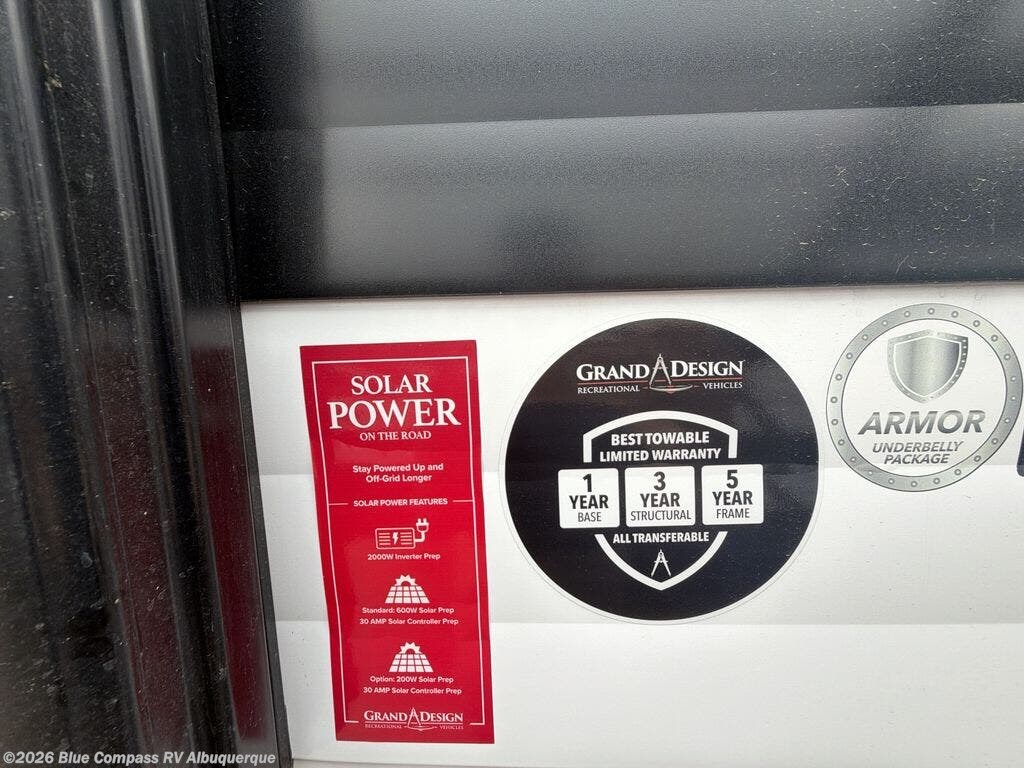 SOLAR
POWER
ON THE ROAD
Stay Powered Up and
Off-Grid Longer
SOLAR POWER FEATURES
2000W Inverter Prep
Standard: 600W Solar Prep
30 AMP Solar Controller Prep
Option: 200W Solar Prep
30 AMP Solar Controller Prep
GRAND DESIGN
RECREATIONAL VEHICLES
GRAND DESIGN
RECREATIONAL VEHICLES
BEST TOWABLE
LIMITED WARRANTY
1 YEAR BASE
3 YEAR STRUCTURAL
5 YEAR FRAME
ALL TRANSFERABLE
ARMOR
UNDERBELLY
PACKAGE
©2026 Blue Compass RV Albuquerque